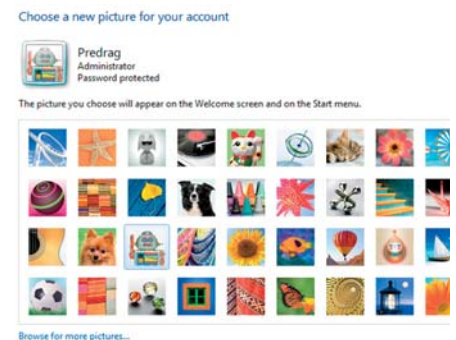 Choose a new picture for your account
Predrag
Administrator
Password protected
The picture you choose will appear on the Welcome screen and on the Start menu.
Browse for more pictures...